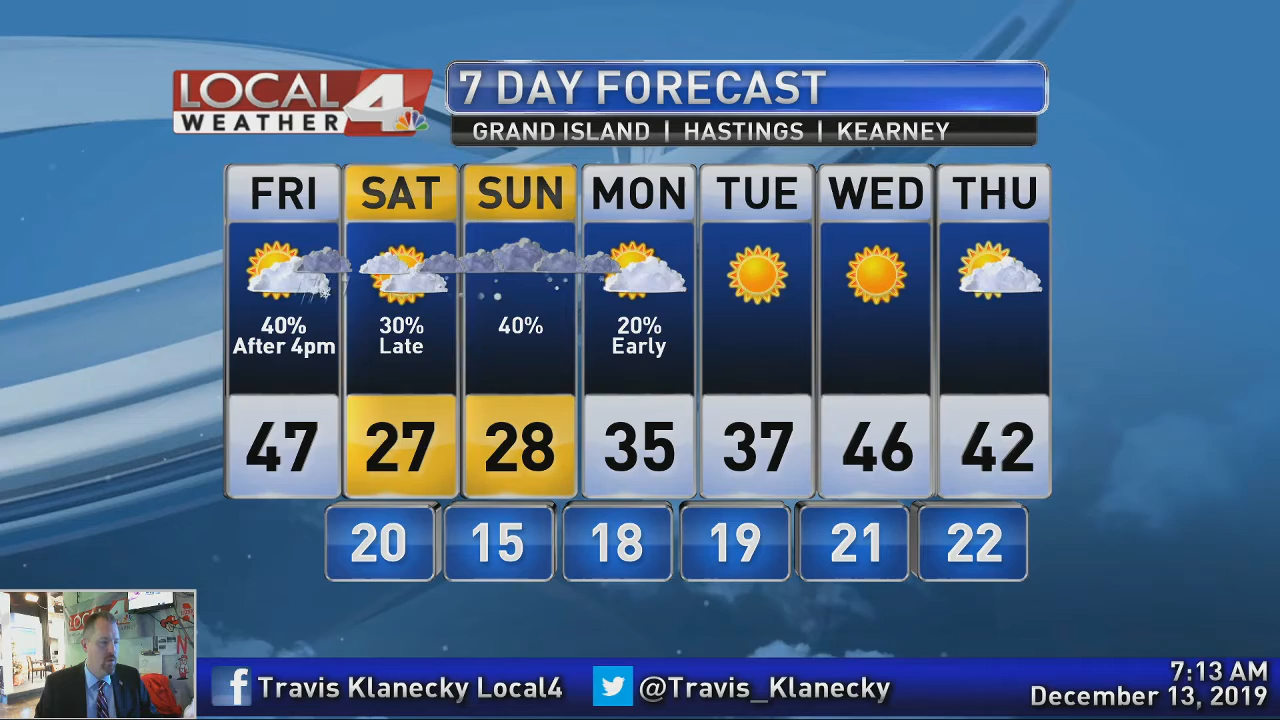 LOCAL 4
WEATHER
7 DAY FORECAST
GRAND ISLAND | HASTINGS | KEARNEY
FRI SAT SUN MON TUE WED THU
40% 30% 40% 20%
After 4pm Late Early
47 27 28 35 37 46 42
20 15 18 19 21 22
LOCAL
N
f Travis Klanecky Local4 @Travis_Klanecky
7:13 AM
December 13, 2019